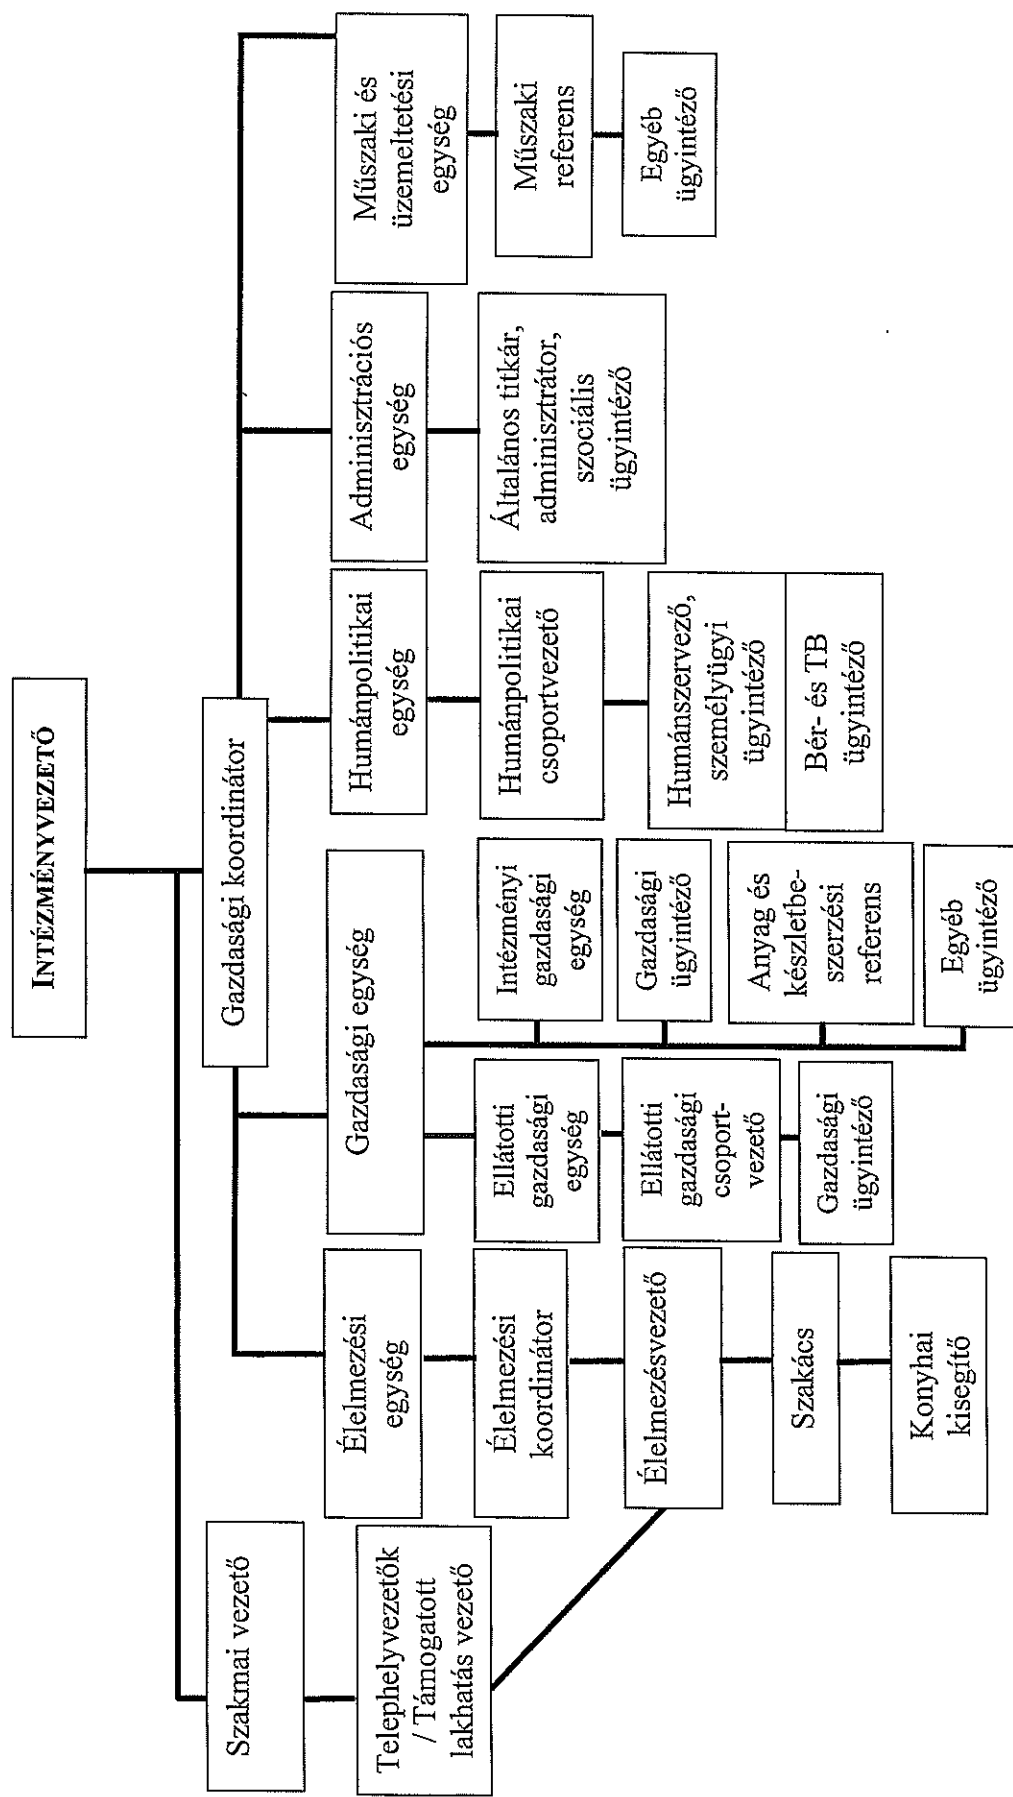 INTÉZMÉNYVEZETŐ
Szakmai vezető
Gazdasági koordinátor
Telephelyvezetők
/ Támogatott
lakhatás vezető
Élelmezési
egység
Élelmezési
koordinátor
Élelmezésvezető
Szakács
Konyhai
kisegítő
Gazdasági egység
Ellátotti
gazdasági
egység
Ellátotti
gazdasági
csoport-
vezető
Gazdasági
ügyintéző
Intézményi
gazdasági
egység
Gazdasági
ügyintéző
Anyag és
készletbe-
szerzési
referens
Egyéb
ügyintéző
Humánpolitikai
egység
Humánpolitikai
csoportvezető
Humánszervező,
személyügyi
ügyintéző
Bér- és TB
ügyintéző
Adminisztrációs
egység
Általános titkár,
adminisztrátor,
szociális
ügyintéző
Műszaki és
üzemeltetési
egység
Műszaki
referens
Egyéb
ügyintéző